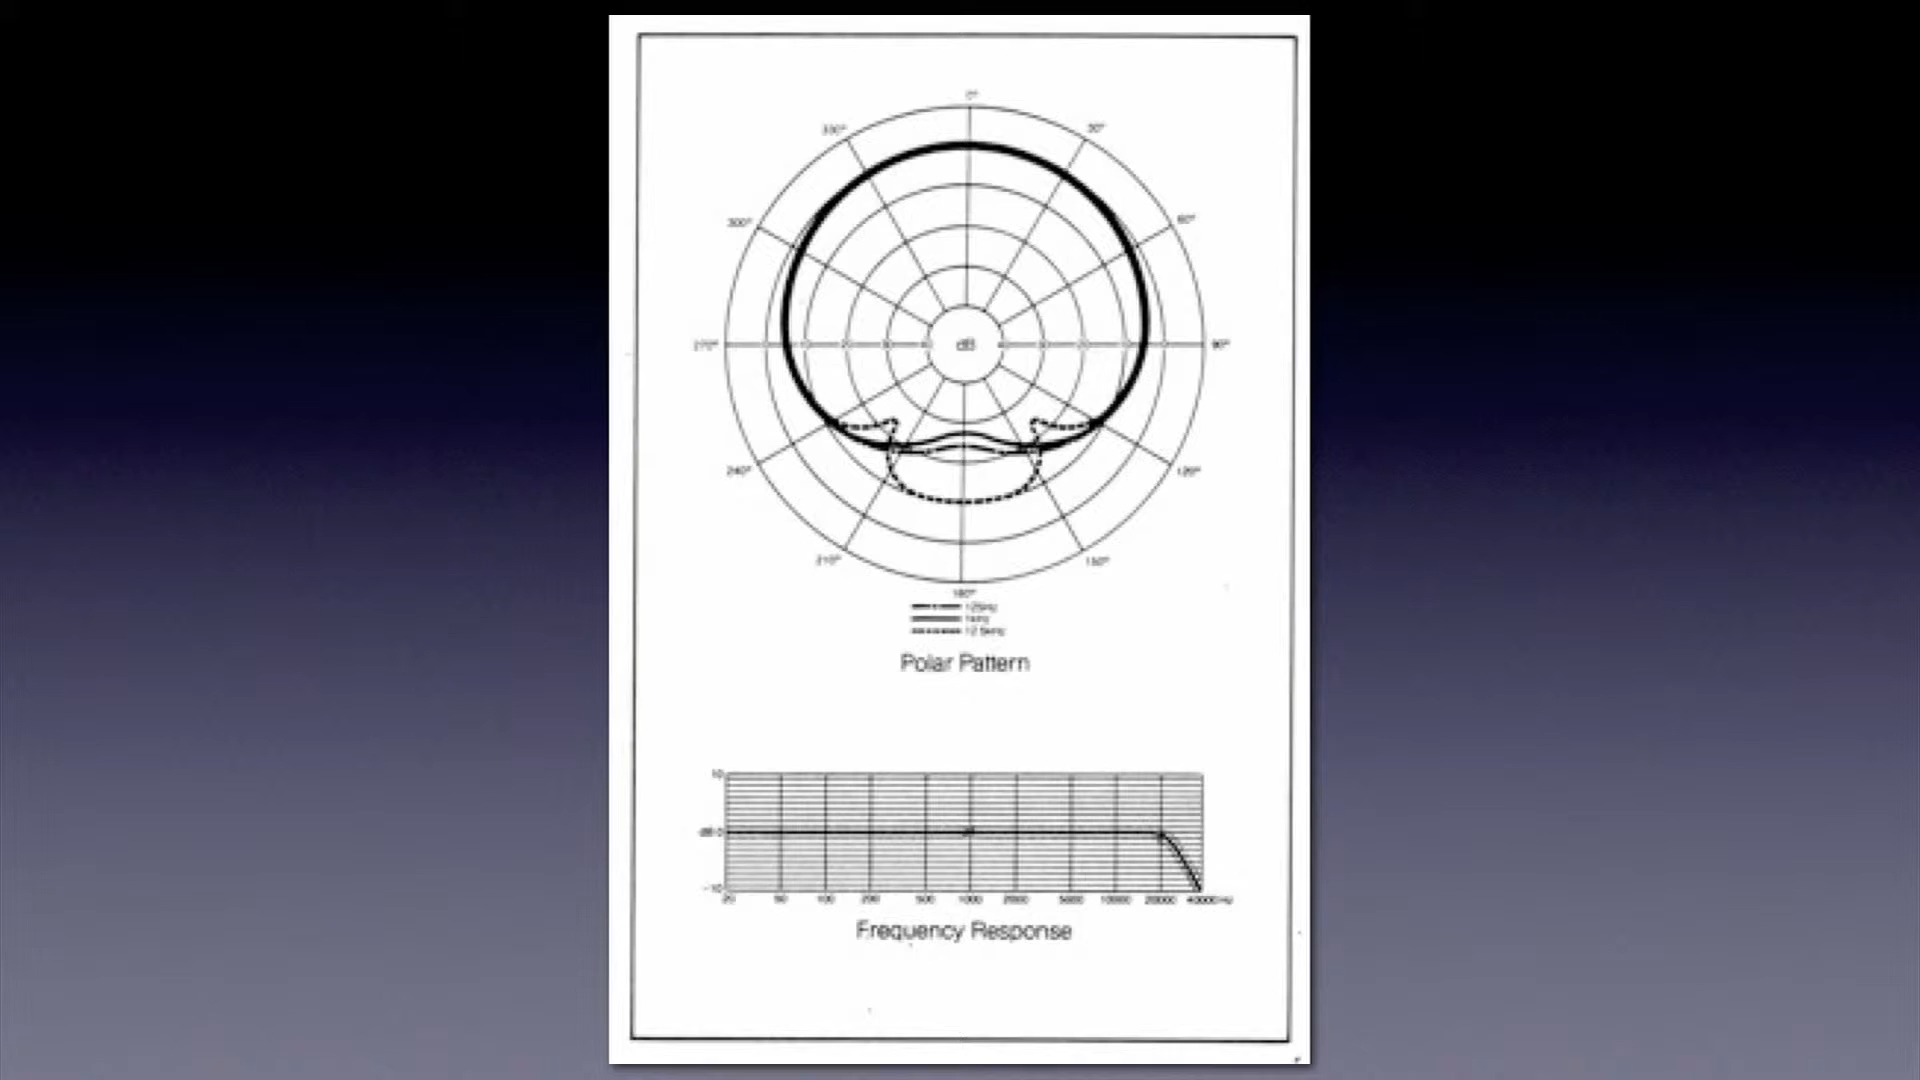 0°
330°
30°
300°
60°
270°
dB
90°
240°
120°
210°
150°
180°
125Hz
1kHz
12.5kHz
Polar Pattern
10
dB 0
-10
20 50 100 200 500 1000 2000 5000 10000 20000 40000 Hz
Frequency Response